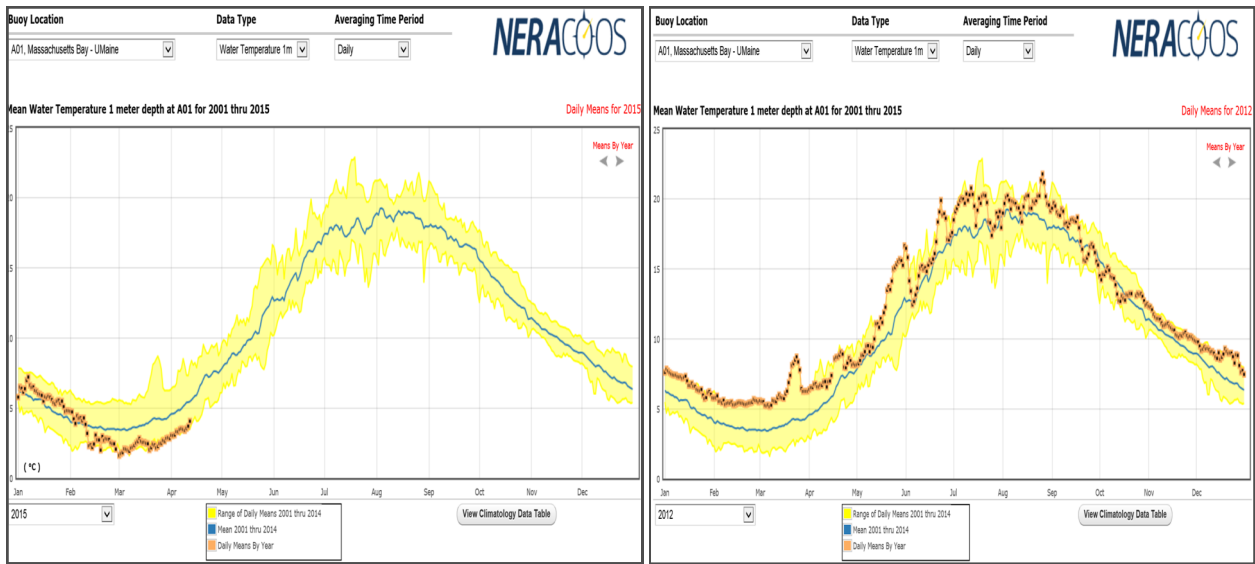 Buoy Location Data Type Averaging Time Period
NERACOOS
A01, Massachusetts Bay - UMaine Water Temperature 1m Daily
Mean Water Temperature 1 meter depth at A01 for 2001 thru 2015 Daily Means for 2015
5
Means By Year
0
5
0
5
( °C )
0
Jan Feb Mar Apr May Jun Jul Aug Sep Oct Nov Dec
2015
Range of Daily Means 2001 thru 2014
Mean 2001 thru 2014
Daily Means By Year
View Climatology Data Table
Buoy Location Data Type Averaging Time Period
NERACOOS
A01, Massachusetts Bay - UMaine Water Temperature 1m Daily
Mean Water Temperature 1 meter depth at A01 for 2001 thru 2015 Daily Means for 2012
25
Means By Year
20
15
10
5
0
Jan Feb Mar Apr May Jun Jul Aug Sep Oct Nov Dec
2012
Range of Daily Means 2001 thru 2014
Mean 2001 thru 2014
Daily Means By Year
View Climatology Data Table